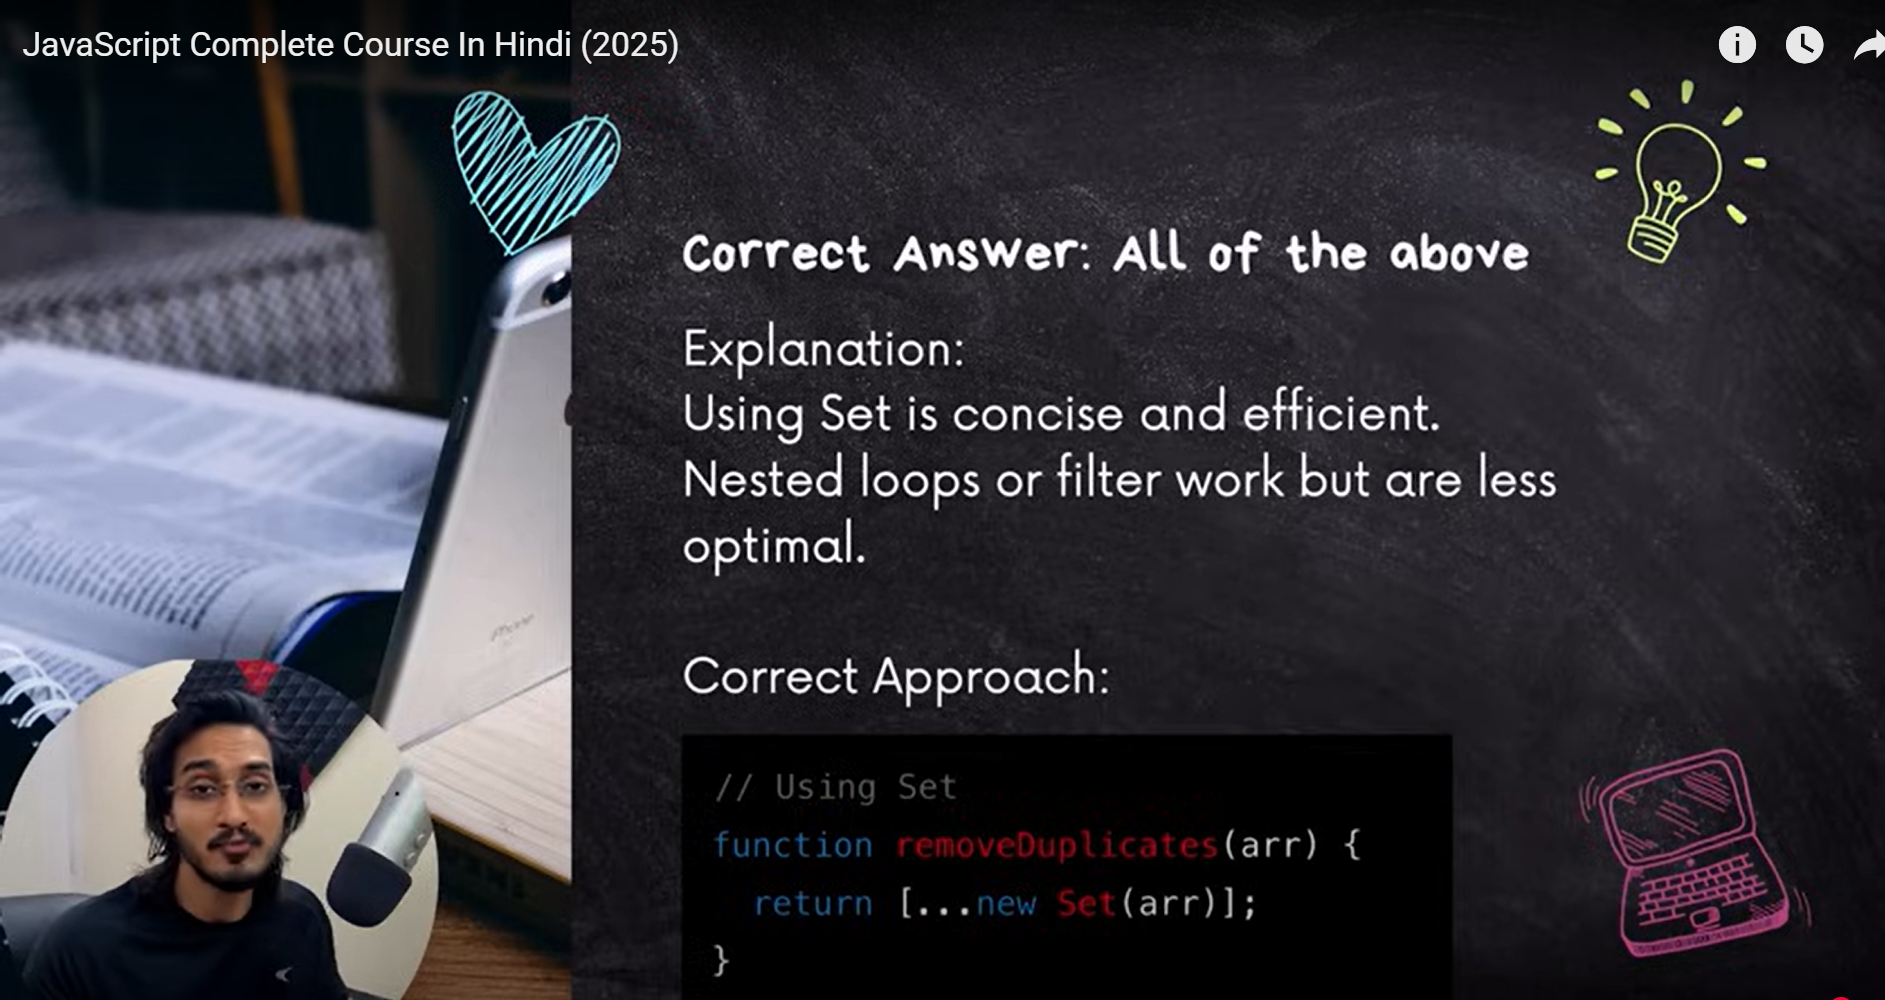 JavaScript Complete Course In Hindi (2025)
Correct Answer: All of the above
Explanation:
Using Set is concise and efficient.
Nested loops or filter work but are less
optimal.
iPhone
Correct Approach:
// Using Set
function removeDuplicates(arr) {
  return [...new Set(arr)];
}